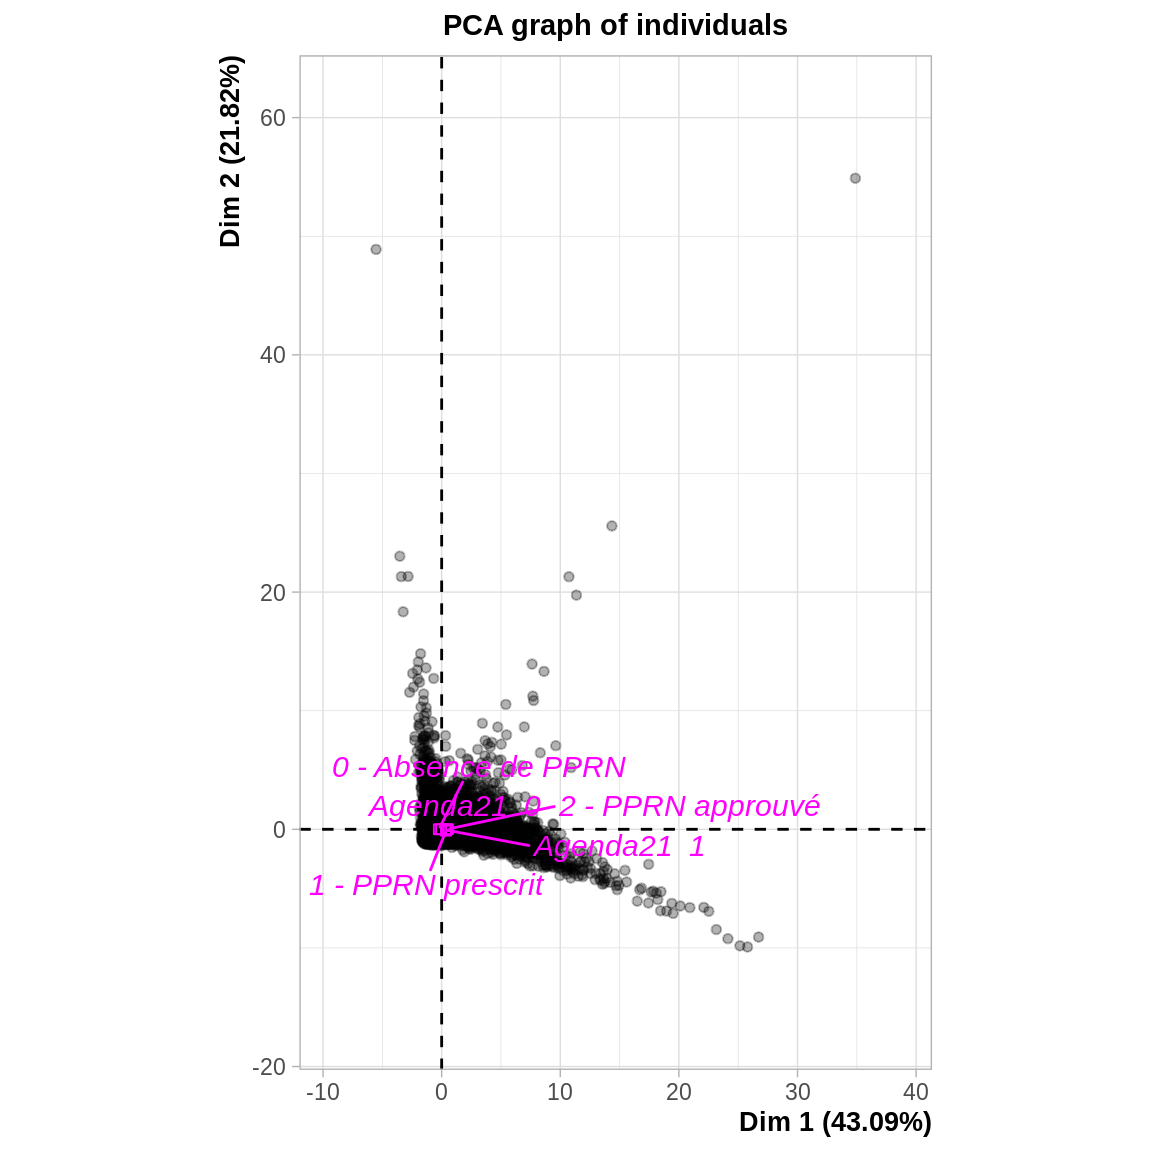 PCA graph of individuals
Dim 2 (21.82%)
60
40
20
0
-20
0 - Absence de PPRN
Agenda21_0
2 - PPRN approuvé
Agenda21_1
1 - PPRN prescrit
-10 0 10 20 30 40
Dim 1 (43.09%)